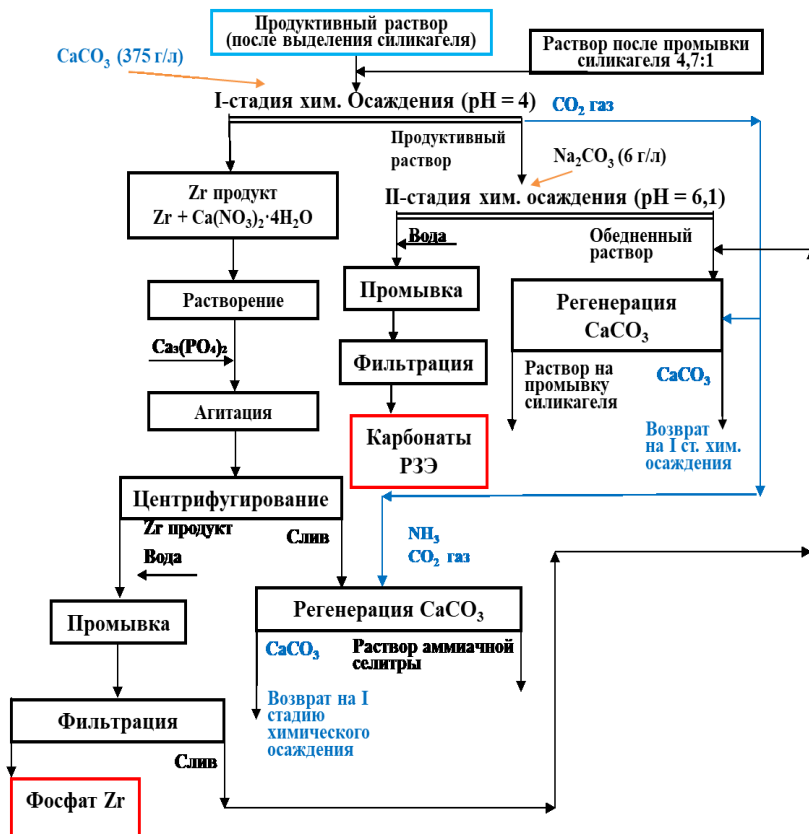 Продуктивный раствор
(после выделения силикагеля)
Раствор после промывки
силикагеля 4,7:1
CaCO₃ (375 г/л)
I-стадия хим. Осаждения (pH = 4)
CO₂ газ
Продуктивный
раствор
Na₂CO₃ (6 г/л)
Zr продукт
Zr + Ca(NO₃)₂·4H₂O
II-стадия хим. осаждения (pH = 6,1)
Вода
Обедненный
раствор
Растворение
Промывка
Регенерация
CaCO₃
Ca₃(PO₄)₂
Фильтрация
Раствор на
промывку
силикагеля
CaCO₃
Агитация
Карбонаты
РЗЭ
Возврат
на I ст. хим.
осаждения
Центрифугирование
Zr продукт
Слив
NH₃
CO₂ газ
Вода
Промывка
Регенерация CaCO₃
CaCO₃
Раствор аммиачной
селитры
Возврат на I
стадию
химического
осаждения
Фильтрация
Слив
Фосфат Zr